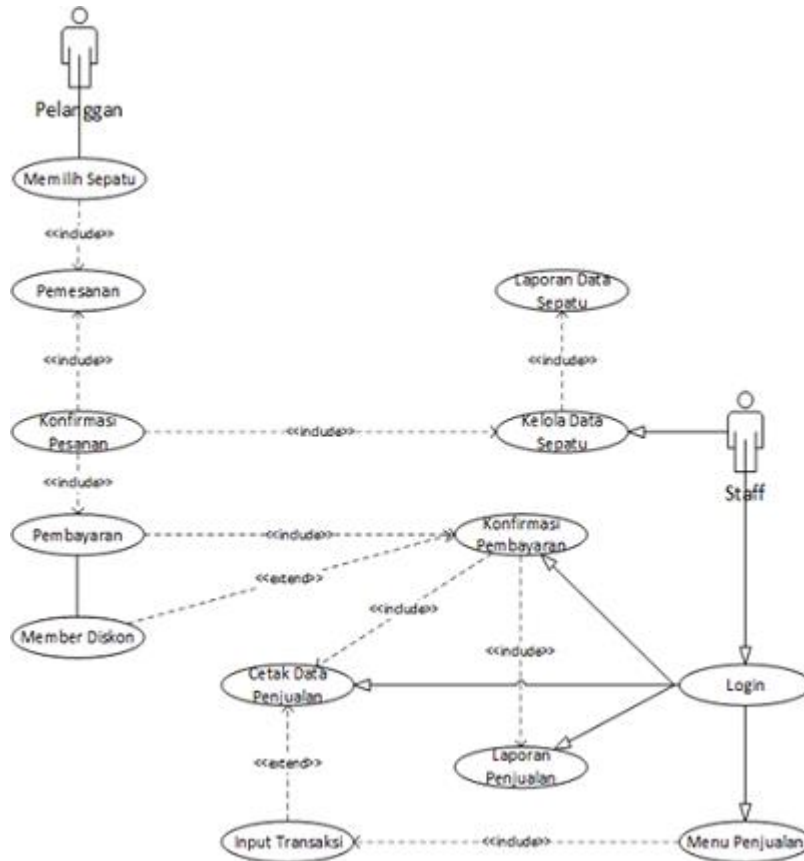 Pelanggan
Memilih Sepatu
<<include>>
Pemesanan
Laporan Data
Sepatu
<<include>>
<<include>>
Konfirmasi
Pesanan
<<include>>
Kelola Data
Sepatu
Staff
<<include>>
Pembayaran
<<include>>
Konfirmasi
Pembayaran
<<extend>>
Member Diskon
<<include>>
<<include>>
Cetak Data
Penjualan
Login
<<extend>>
Laporan
Penjualan
Input Transaksi
<<include>>
Menu Penjualan